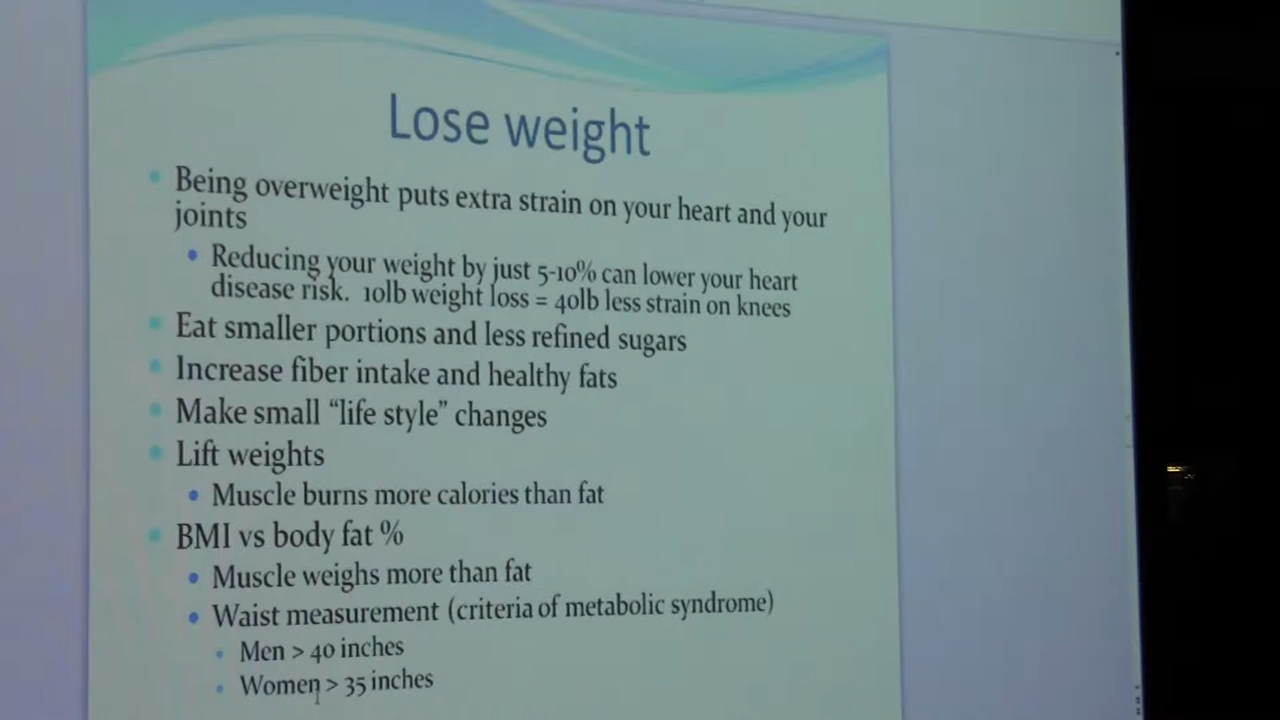 Lose weight
Being overweight puts extra strain on your heart and your
joints
Reducing your weight by just 5-10% can lower your heart
disease risk. 10lb weight loss = 40lb less strain on knees
Eat smaller portions and less refined sugars
Increase fiber intake and healthy fats
Make small “life style” changes
Lift weights
Muscle burns more calories than fat
BMI vs body fat %
Muscle weighs more than fat
Waist measurement (criteria of metabolic syndrome)
Men > 40 inches
Women > 35 inches